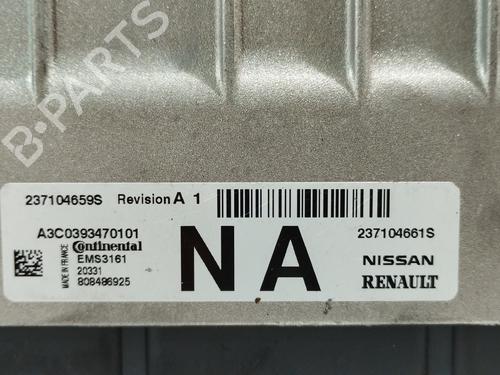 B-PARTS
237104659S Revision A 1
A3C0393470101
Continental
EMS3161
20331
808486925
MADE IN FRANCE
NA
237104661S
NISSAN
RENAULT